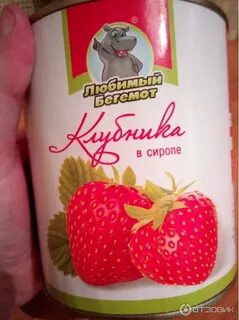 Любимый
Бегемот
Клубника
в сиропе
ОТЗОВИК